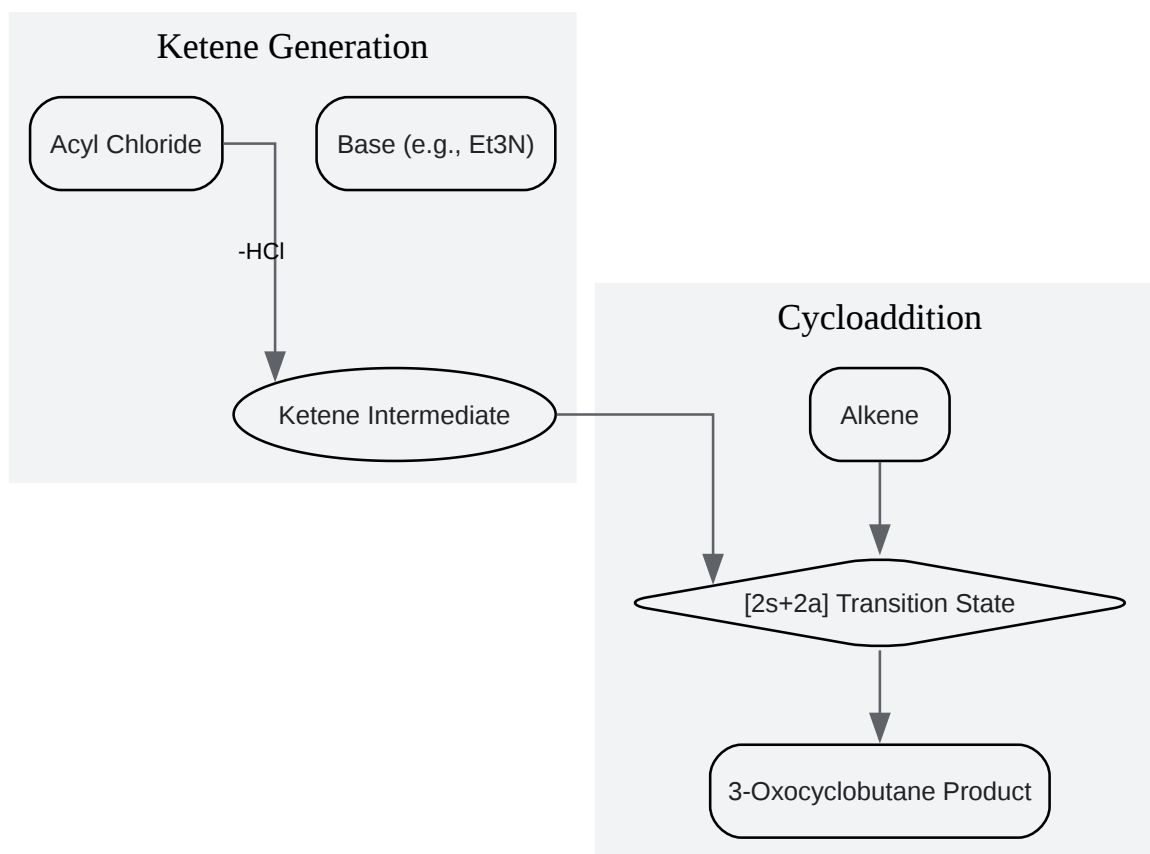 Ketene Generation
Acyl Chloride
Base (e.g., Et3N)
-HCl
Ketene Intermediate
Cycloaddition
Alkene
[2s+2a] Transition State
3-Oxocyclobutane Product